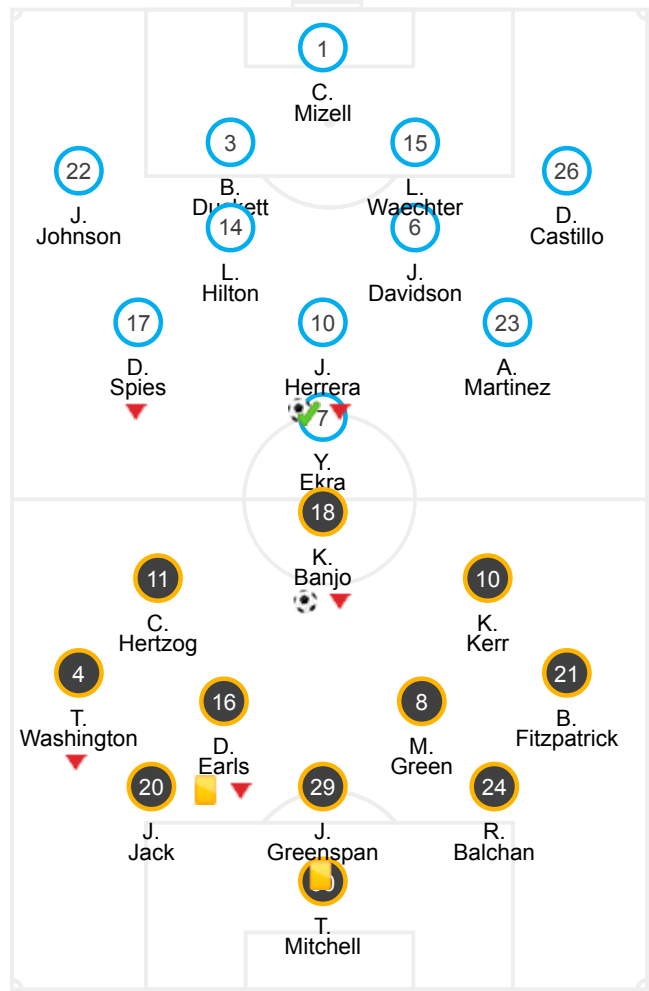 1
C.
Mizell
3
15
22
26
B.
Duckett
L.
Waechter
J.
Johnson
D.
Castillo
14
6
L.
Hilton
J.
Davidson
17
10
23
D.
Spies
J.
Herrera
A.
Martinez
7
Y.
Ekra
18
K.
Banjo
11
10
C.
Hertzog
K.
Kerr
4
21
16
8
T.
Washington
B.
Fitzpatrick
D.
Earls
M.
Green
20
29
24
J.
Jack
J.
Greenspan
R.
Balchan
T.
Mitchell